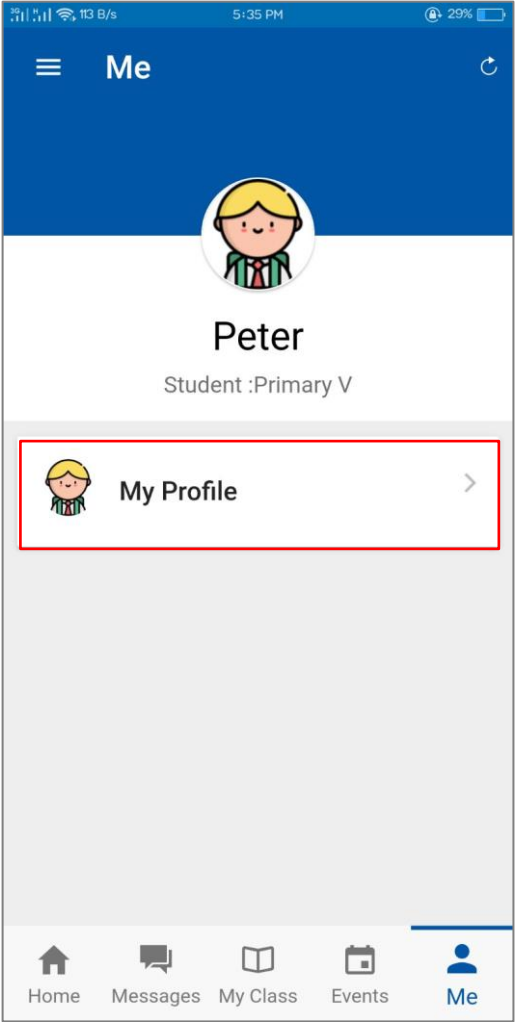 113 B/s 5:35 PM 29%
Me
Peter
Student :Primary V
My Profile
Home Messages My Class Events Me